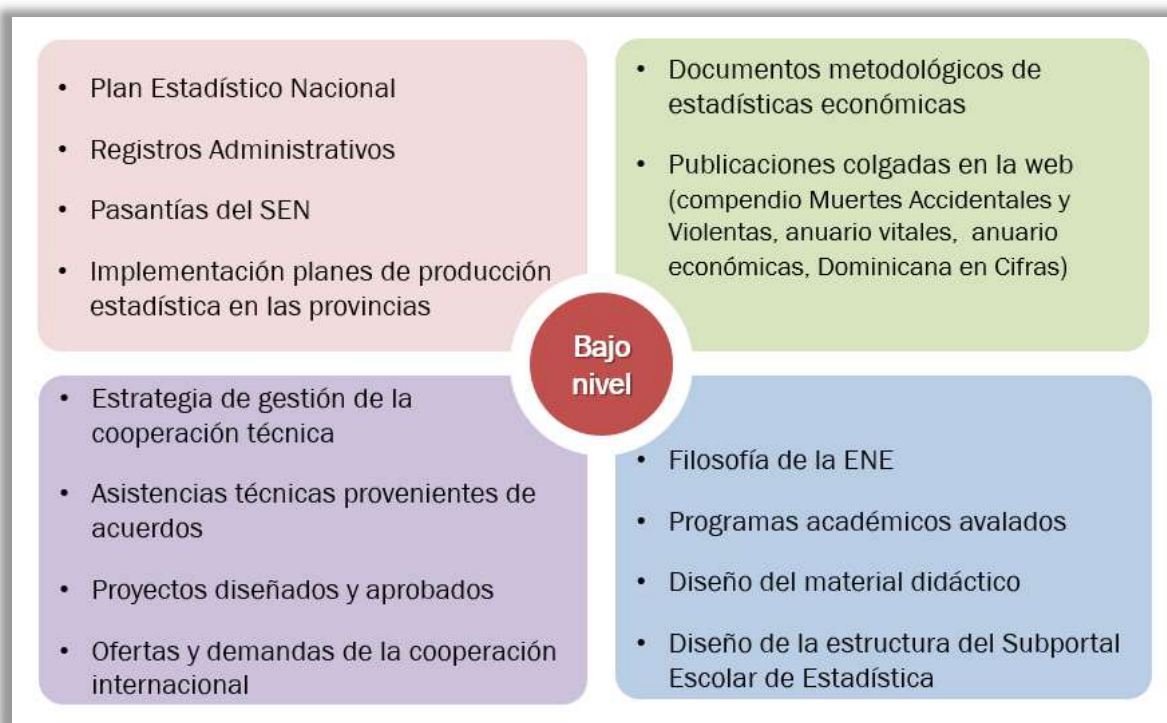 • Plan Estadístico Nacional
• Registros Administrativos
• Pasantías del SEN
• Implementación planes de producción
estadística en las provincias
• Documentos metodológicos de
estadísticas económicas
• Publicaciones colgadas en la web
(compendio Muertes Accidentales y
Violentas, anuario vitales, anuario
económicas, Dominicana en Cifras)
Bajo
nivel
• Estrategia de gestión de la
cooperación técnica
• Asistencias técnicas provenientes de
acuerdos
• Proyectos diseñados y aprobados
• Ofertas y demandas de la cooperación
internacional
• Filosofía de la ENE
• Programas académicos avalados
• Diseño del material didáctico
• Diseño de la estructura del Subportal
Escolar de Estadística